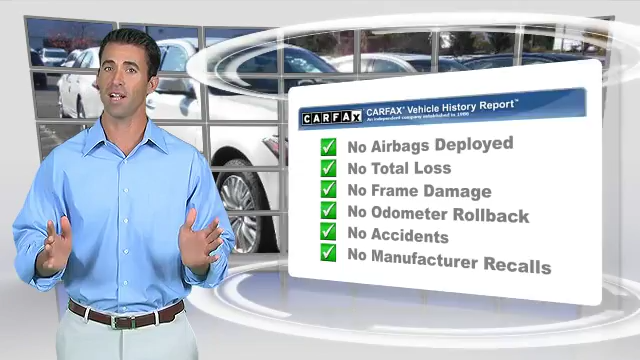 CARFAX
CARFAX® Vehicle History Report™
An independent company established in 1986
No Airbags Deployed
No Total Loss
No Frame Damage
No Odometer Rollback
No Accidents
No Manufacturer Recalls